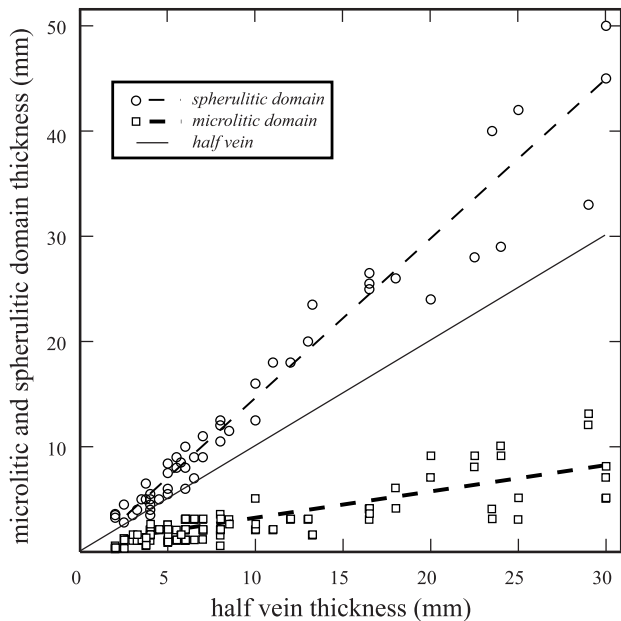 microlitic and spherulitic domain thickness (mm)
50
40
30
20
10
spherulitic domain
microlitic domain
half vein
0 5 10 15 20 25 30
half vein thickness (mm)